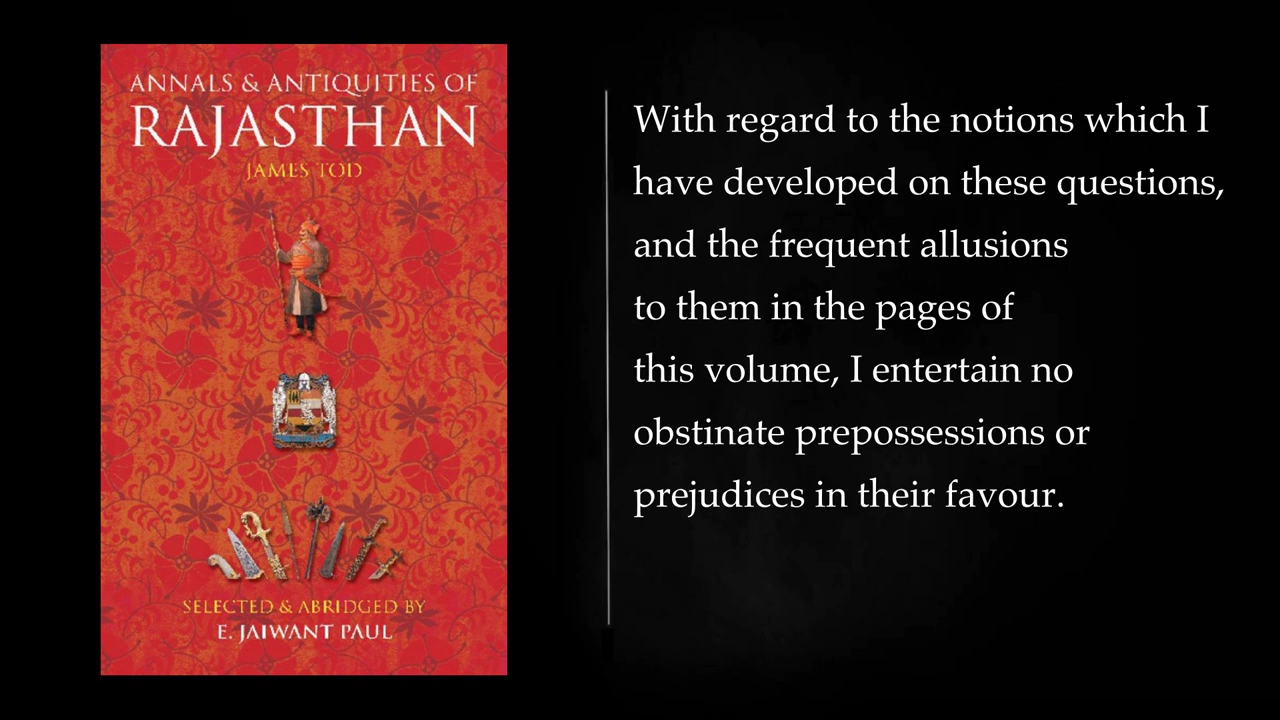 ANNALS & ANTIQUITIES OF
RAJASTHAN
JAMES TOD
SELECTED & ABRIDGED BY
E. JAIWANT PAUL
With regard to the notions which I
have developed on these questions,
and the frequent allusions
to them in the pages of
this volume, I entertain no
obstinate prepossessions or
prejudices in their favour.